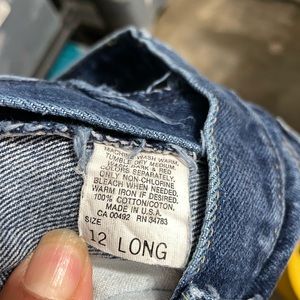 MACHINE WASH WARM.
TUMBLE DRY MEDIUM.
WASH DARK & RED
COLORS SEPARATELY.
ONLY NON-CHLORINE
BLEACH WHEN NEEDED.
WARM IRON IF DESIRED.
100% COTTON/COTON.
MADE IN U.S.A.
CA 00492 RN 34783
SIZE
12 LONG